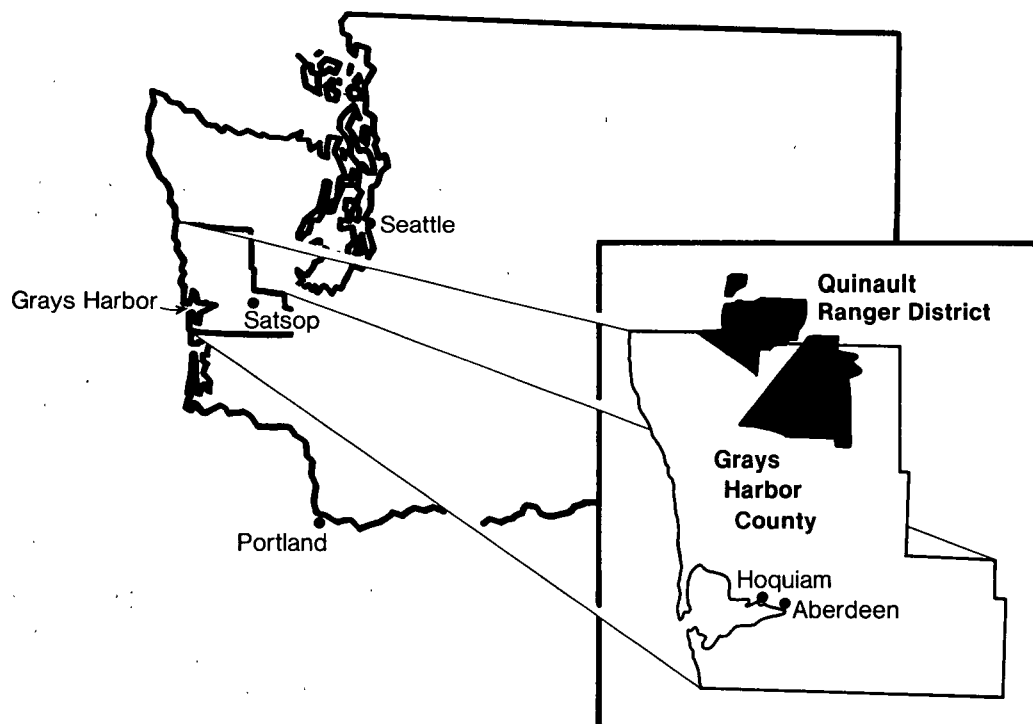 Seattle
Grays Harbor
Satsop
Portland
Quinault
Ranger District
Grays
Harbor
County
Hoquiam
Aberdeen